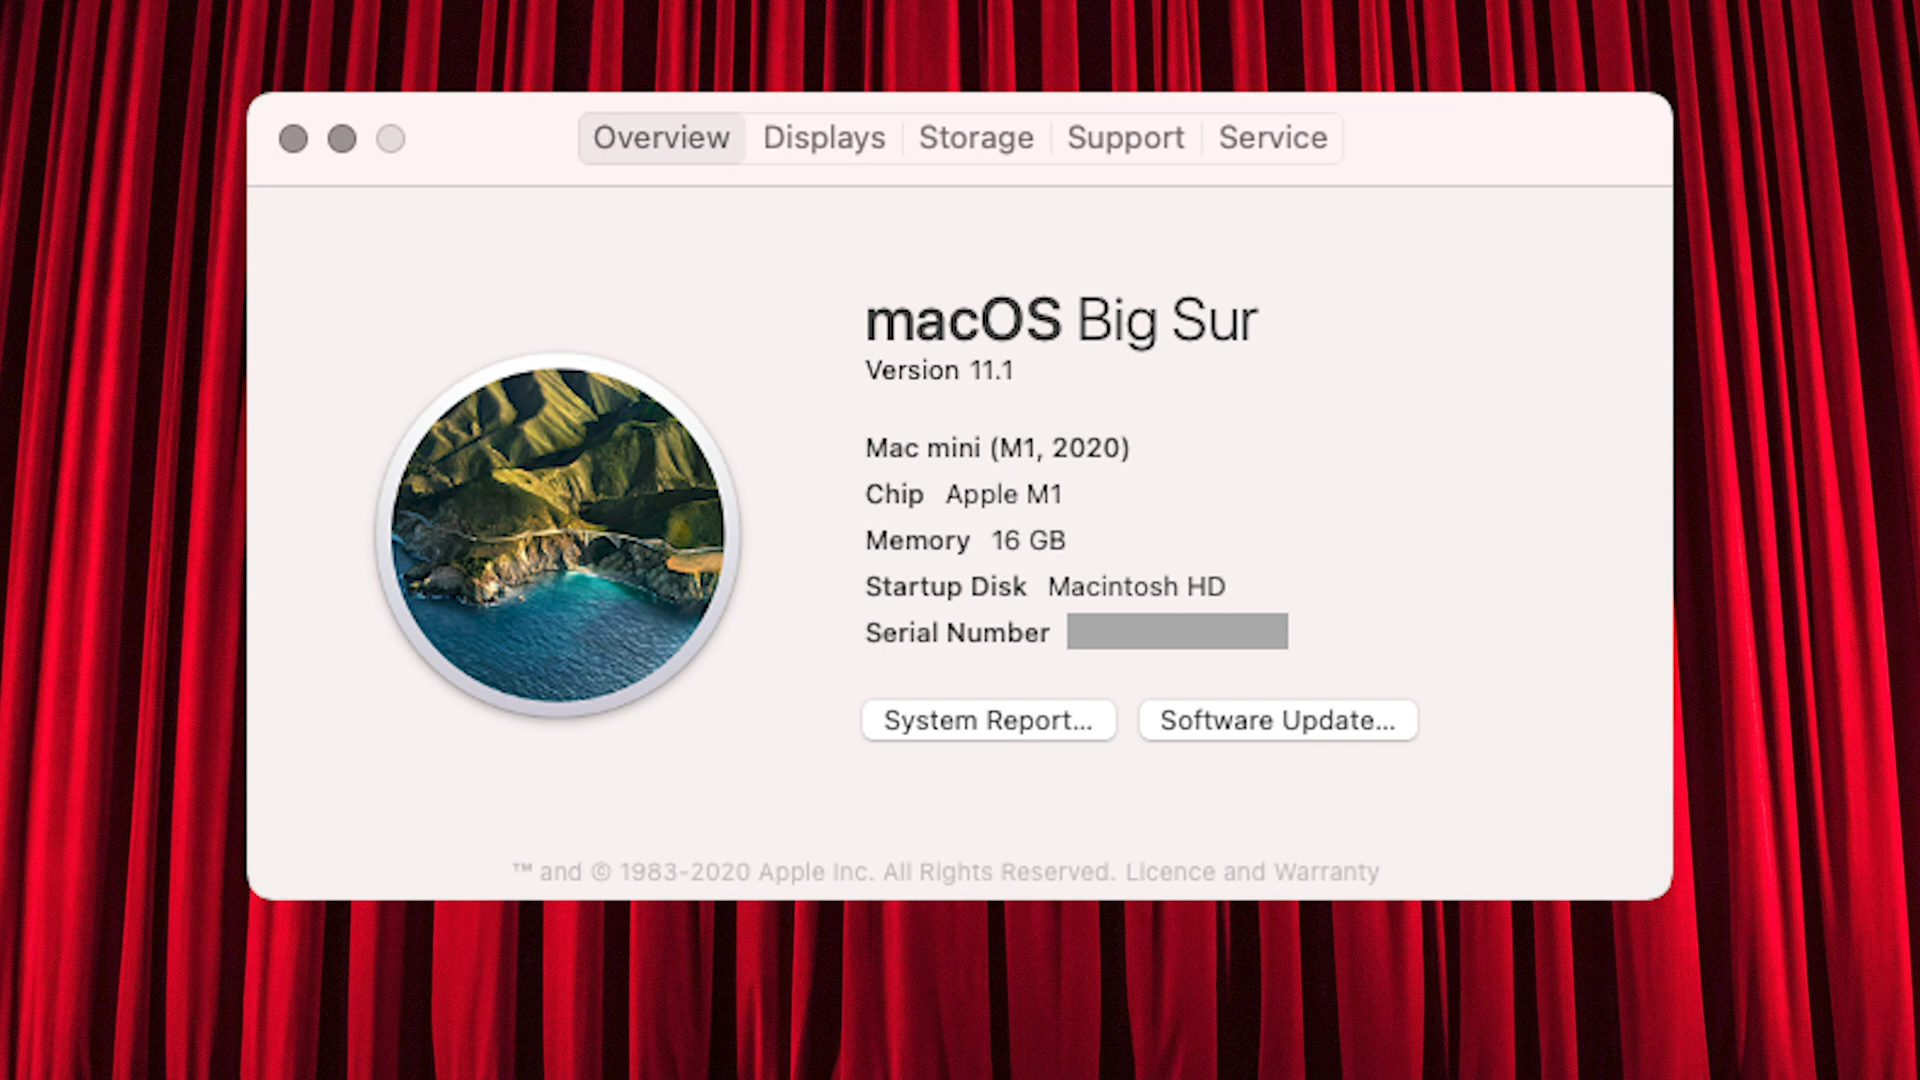 Overview Displays Storage Support Service
macOS Big Sur
Version 11.1
Mac mini (M1, 2020)
Chip Apple M1
Memory 16 GB
Startup Disk Macintosh HD
Serial Number
System Report... Software Update...
™ and © 1983-2020 Apple Inc. All Rights Reserved. Licence and Warranty